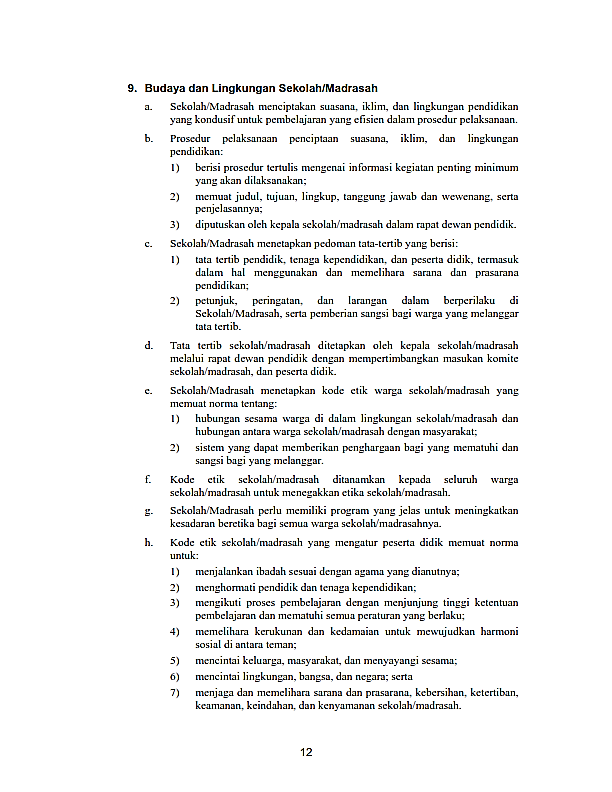 9. Budaya dan Lingkungan Sekolah/Madrasah
a. Sekolah/Madrasah menciptakan suasana, iklim, dan lingkungan pendidikan
yang kondusif untuk pembelajaran yang efisien dalam prosedur pelaksanaan.
b. Prosedur pelaksanaan penciptaan suasana, iklim, dan lingkungan
pendidikan:
1) berisi prosedur tertulis mengenai informasi kegiatan penting minimum
yang akan dilaksanakan;
2) memuat judul, tujuan, lingkup, tanggung jawab dan wewenang, serta
penjelasannya;
3) diputuskan oleh kepala sekolah/madrasah dalam rapat dewan pendidik.
c. Sekolah/Madrasah menetapkan pedoman tata-tertib yang berisi:
1) tata tertib pendidik, tenaga kependidikan, dan peserta didik, termasuk
dalam hal menggunakan dan memelihara sarana dan prasarana
pendidikan;
2) petunjuk, peringatan, dan larangan dalam berperilaku di
Sekolah/Madrasah, serta pemberian sangsi bagi warga yang melanggar
tata tertib.
d. Tata tertib sekolah/madrasah ditetapkan oleh kepala sekolah/madrasah
melalui rapat dewan pendidik dengan mempertimbangkan masukan komite
sekolah/madrasah, dan peserta didik.
e. Sekolah/Madrasah menetapkan kode etik warga sekolah/madrasah yang
memuat norma tentang:
1) hubungan sesama warga di dalam lingkungan sekolah/madrasah dan
hubungan antara warga sekolah/madrasah dengan masyarakat;
2) sistem yang dapat memberikan penghargaan bagi yang mematuhi dan
sangsi bagi yang melanggar.
f. Kode etik sekolah/madrasah ditanamkan kepada seluruh warga
sekolah/madrasah untuk menegakkan etika sekolah/madrasah.
g. Sekolah/Madrasah perlu memiliki program yang jelas untuk meningkatkan
kesadaran beretika bagi semua warga sekolah/madrasahnya.
h. Kode etik sekolah/madrasah yang mengatur peserta didik memuat norma
untuk:
1) menjalankan ibadah sesuai dengan agama yang dianutnya;
2) menghormati pendidik dan tenaga kependidikan;
3) mengikuti proses pembelajaran dengan menjunjung tinggi ketentuan
pembelajaran dan mematuhi semua peraturan yang berlaku;
4) memelihara kerukunan dan kedamaian untuk mewujudkan harmoni
sosial di antara teman;
5) mencintai keluarga, masyarakat, dan menyayangi sesama;
6) mencintai lingkungan, bangsa, dan negara; serta
7) menjaga dan memelihara sarana dan prasarana, kebersihan, ketertiban,
keamanan, keindahan, dan kenyamanan sekolah/madrasah.
12